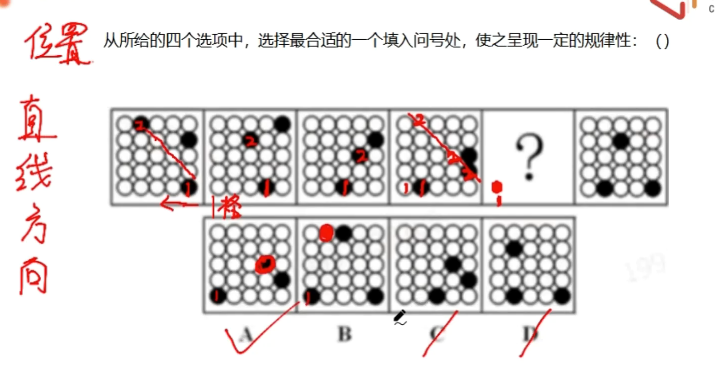 位置
从所给的四个选项中，选择最合适的一个填入问号处，使之呈现一定的规律性：（）
直线方向
2 2 2 2 2
1 1 1 1 1 1
?
1格
1 1
A B C D
199